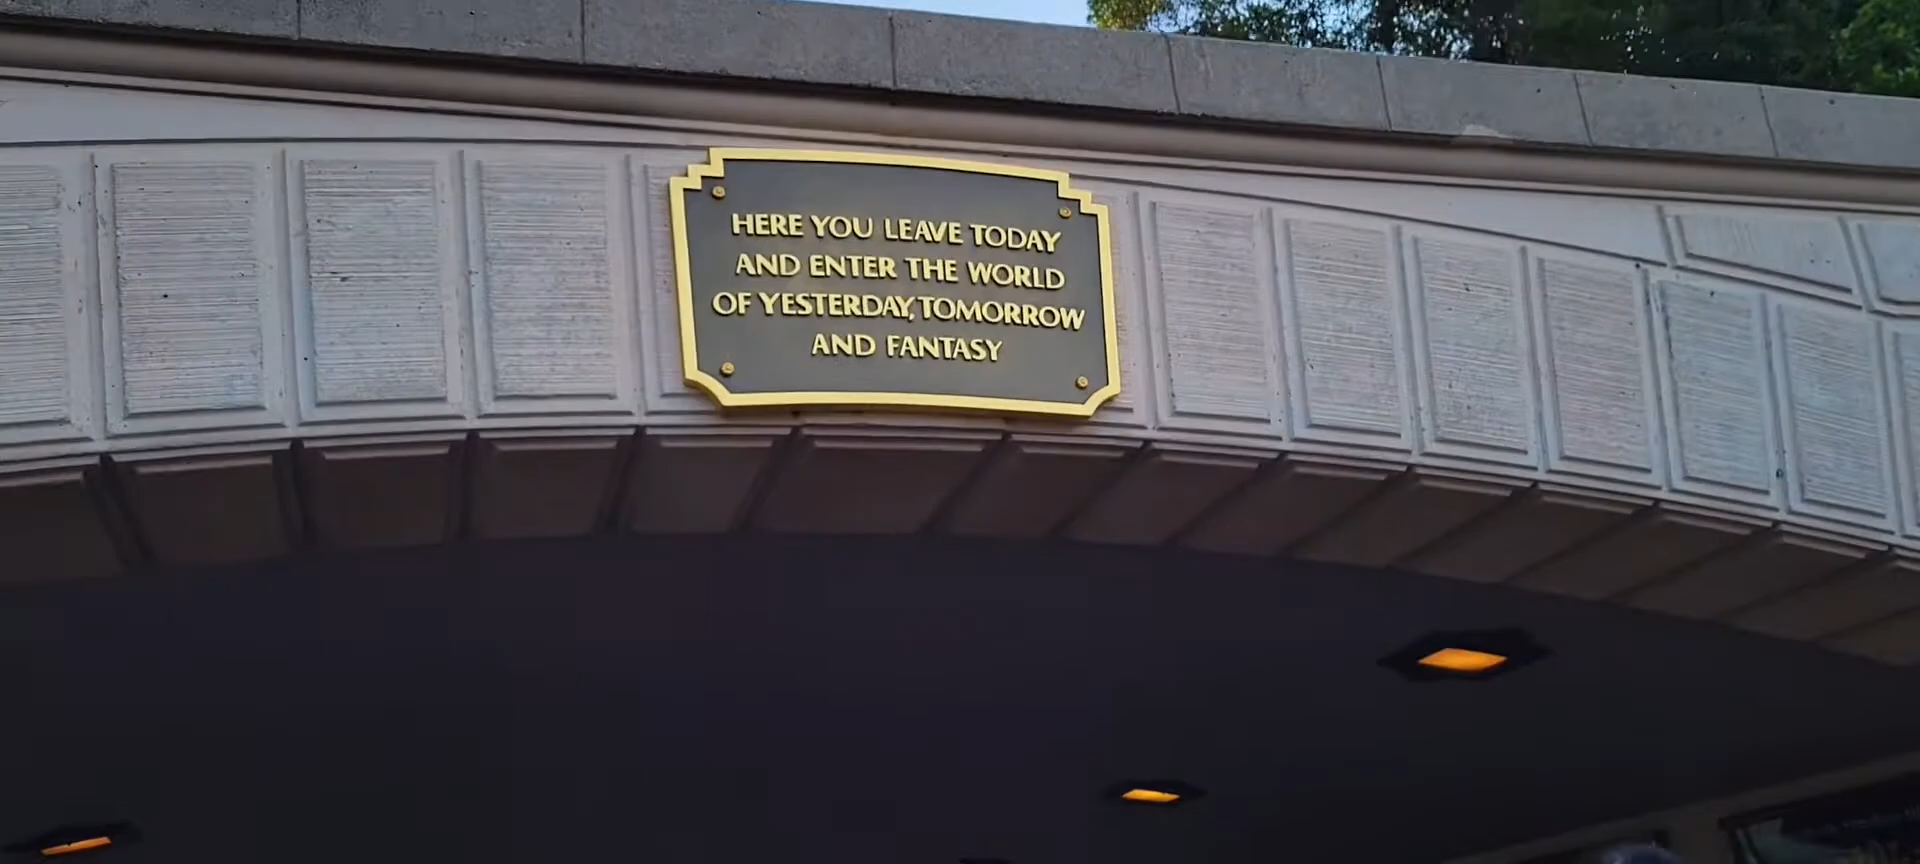 HERE YOU LEAVE TODAY
AND ENTER THE WORLD
OF YESTERDAY, TOMORROW
AND FANTASY